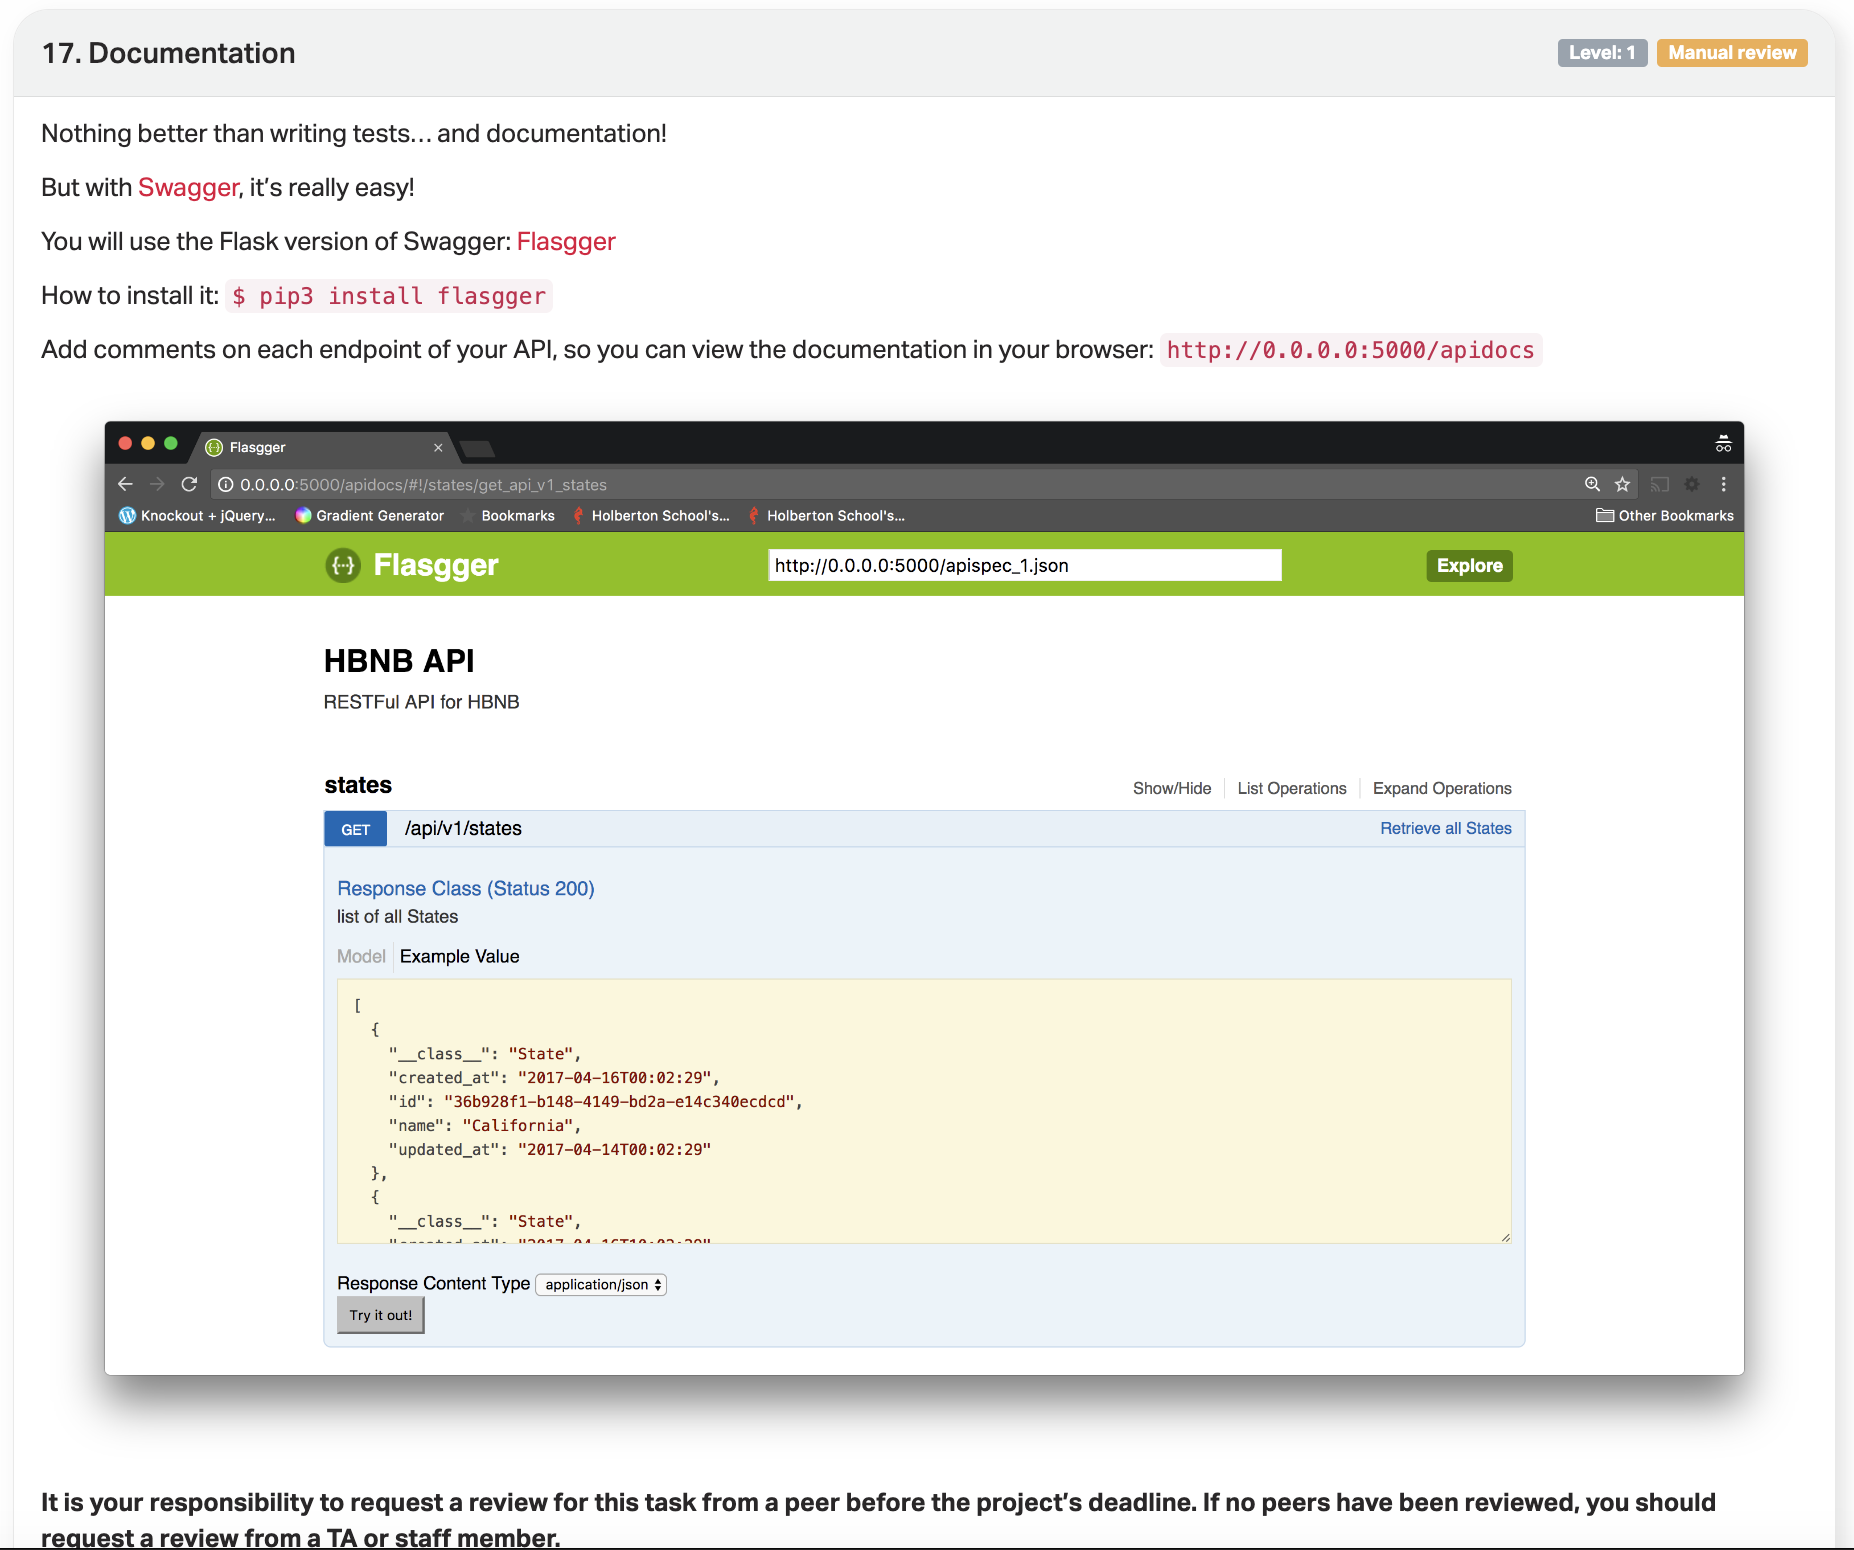 17. Documentation
Level: 1
Manual review
Nothing better than writing tests… and documentation!
But with Swagger, it's really easy!
You will use the Flask version of Swagger: Flasgger
How to install it: $ pip3 install flasgger
Add comments on each endpoint of your API, so you can view the documentation in your browser: http://0.0.0.0:5000/apidocs
Flasgger
0.0.0.0:5000/apidocs/#!/states/get_api_v1_states
Knockout + jQuery...
Gradient Generator
Bookmarks
Holberton School's...
Holberton School's...
Other Bookmarks
Flasgger
http://0.0.0.0:5000/apispec_1.json
Explore
HBNB API
RESTFul API for HBNB
states
Show/Hide
List Operations
Expand Operations
GET
/api/v1/states
Retrieve all States
Response Class (Status 200)
list of all States
Model
Example Value
[
{
"__class__": "State",
"created_at": "2017-04-16T00:02:29",
"id": "36b928f1-b148-4149-bd2a-e14c340ecdcd",
"name": "California",
"updated_at": "2017-04-14T00:02:29"
},
{
"__class__": "State",
Response Content Type application/json
Try it out!
It is your responsibility to request a review for this task from a peer before the project's deadline. If no peers have been reviewed, you should
request a review from a TA or staff member.